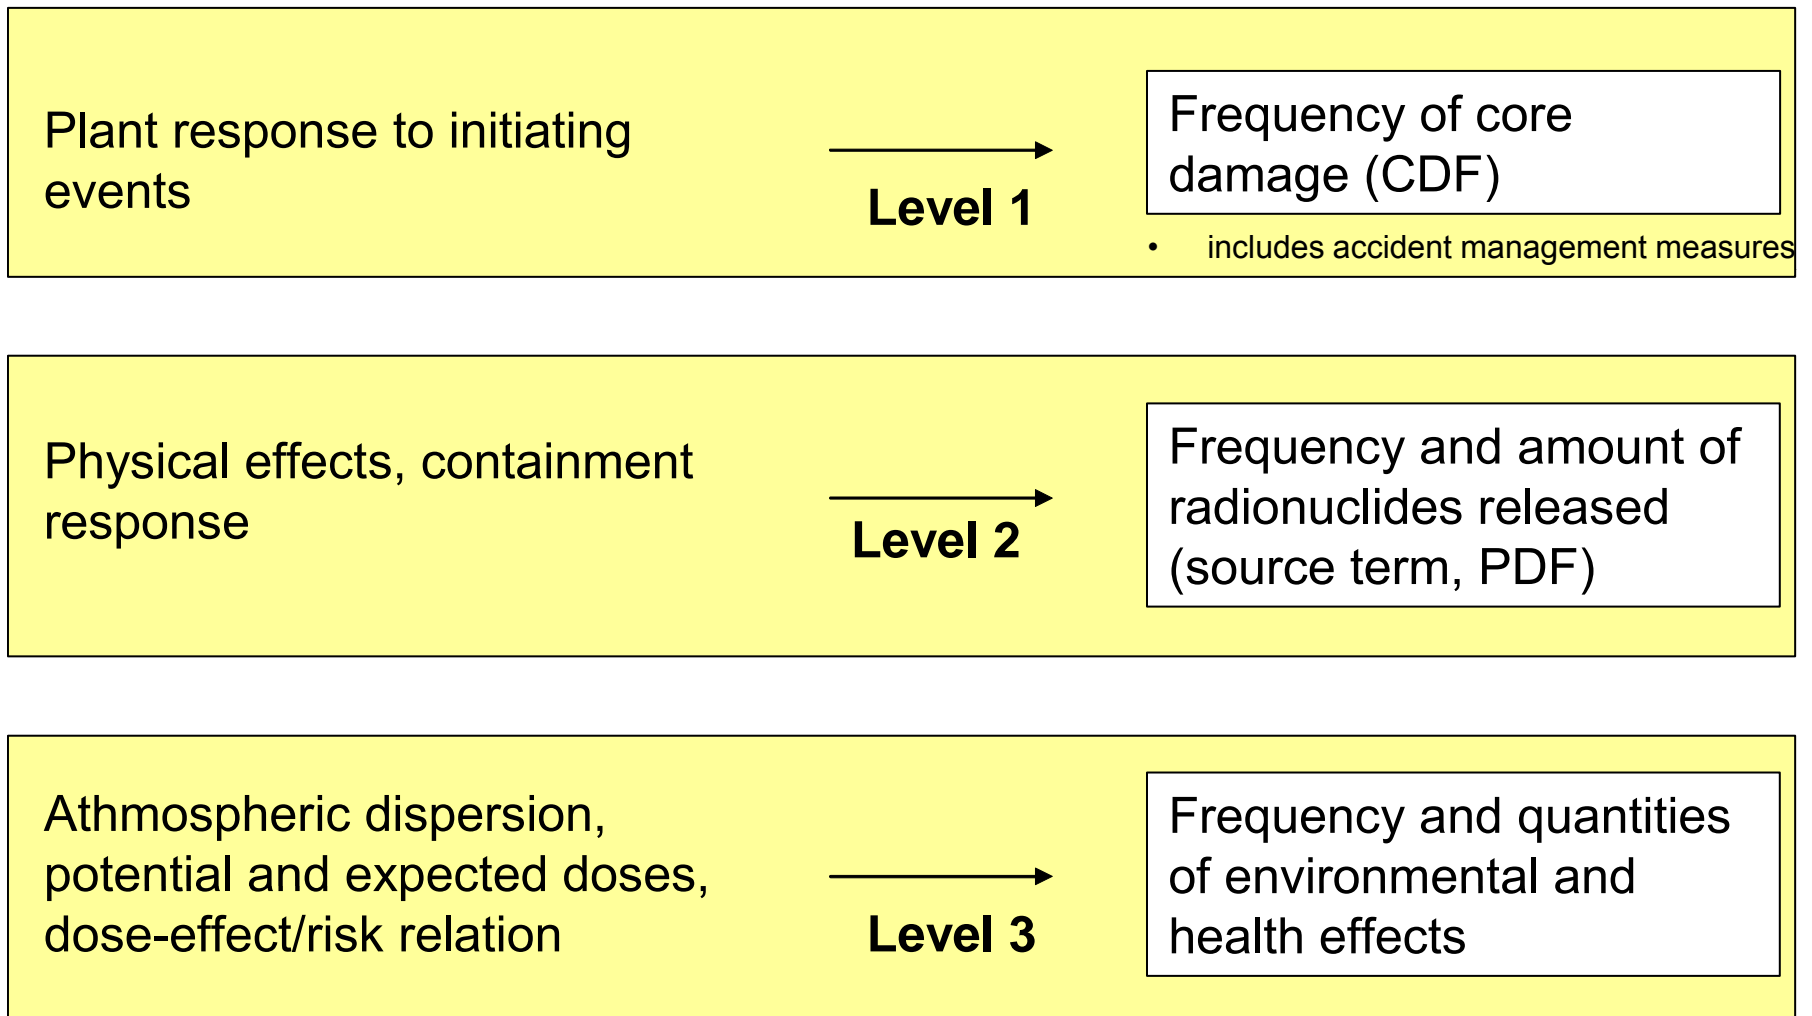 Plant response to initiating
events
Level 1
Frequency of core
damage (CDF)
• includes accident management measures
Physical effects, containment
response
Level 2
Frequency and amount of
radionuclides released
(source term, PDF)
Athmospheric dispersion,
potential and expected doses,
dose-effect/risk relation
Level 3
Frequency and quantities
of environmental and
health effects